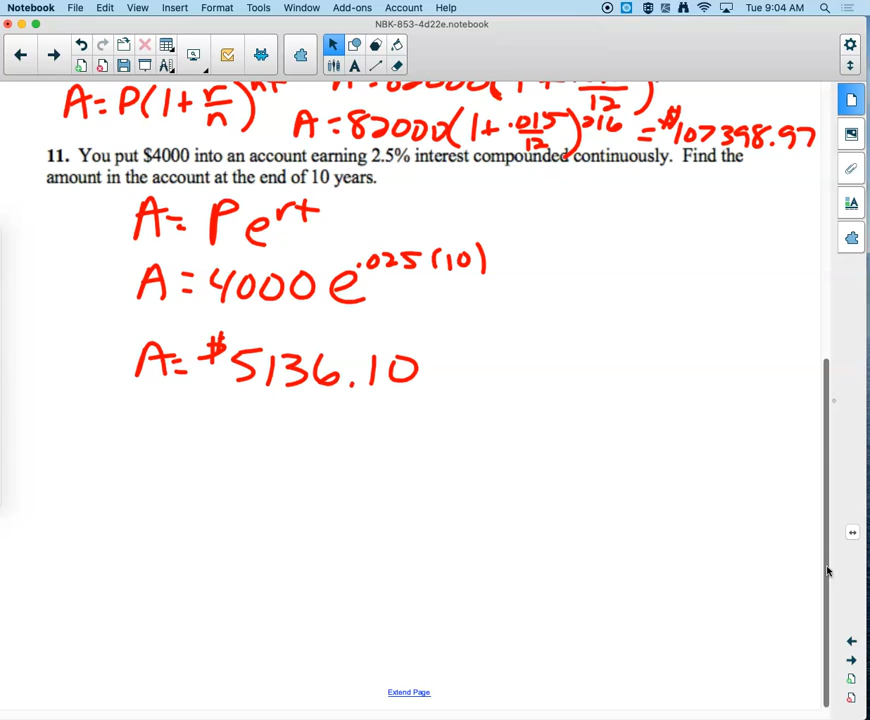 Notebook File Edit View Insert Format Tools Window Add-ons Account Help Tue 9:04 AM
NBK-853-4d22e.notebook
A = P(1 + r/n)^nt
A = 82000(1 + .015/12)^216 = $107398.97
11. You put $4000 into an account earning 2.5% interest compounded continuously. Find the
amount in the account at the end of 10 years.
A = Pe^rt
A = 4000 e^.025(10)
A = $5136.10
Extend Page